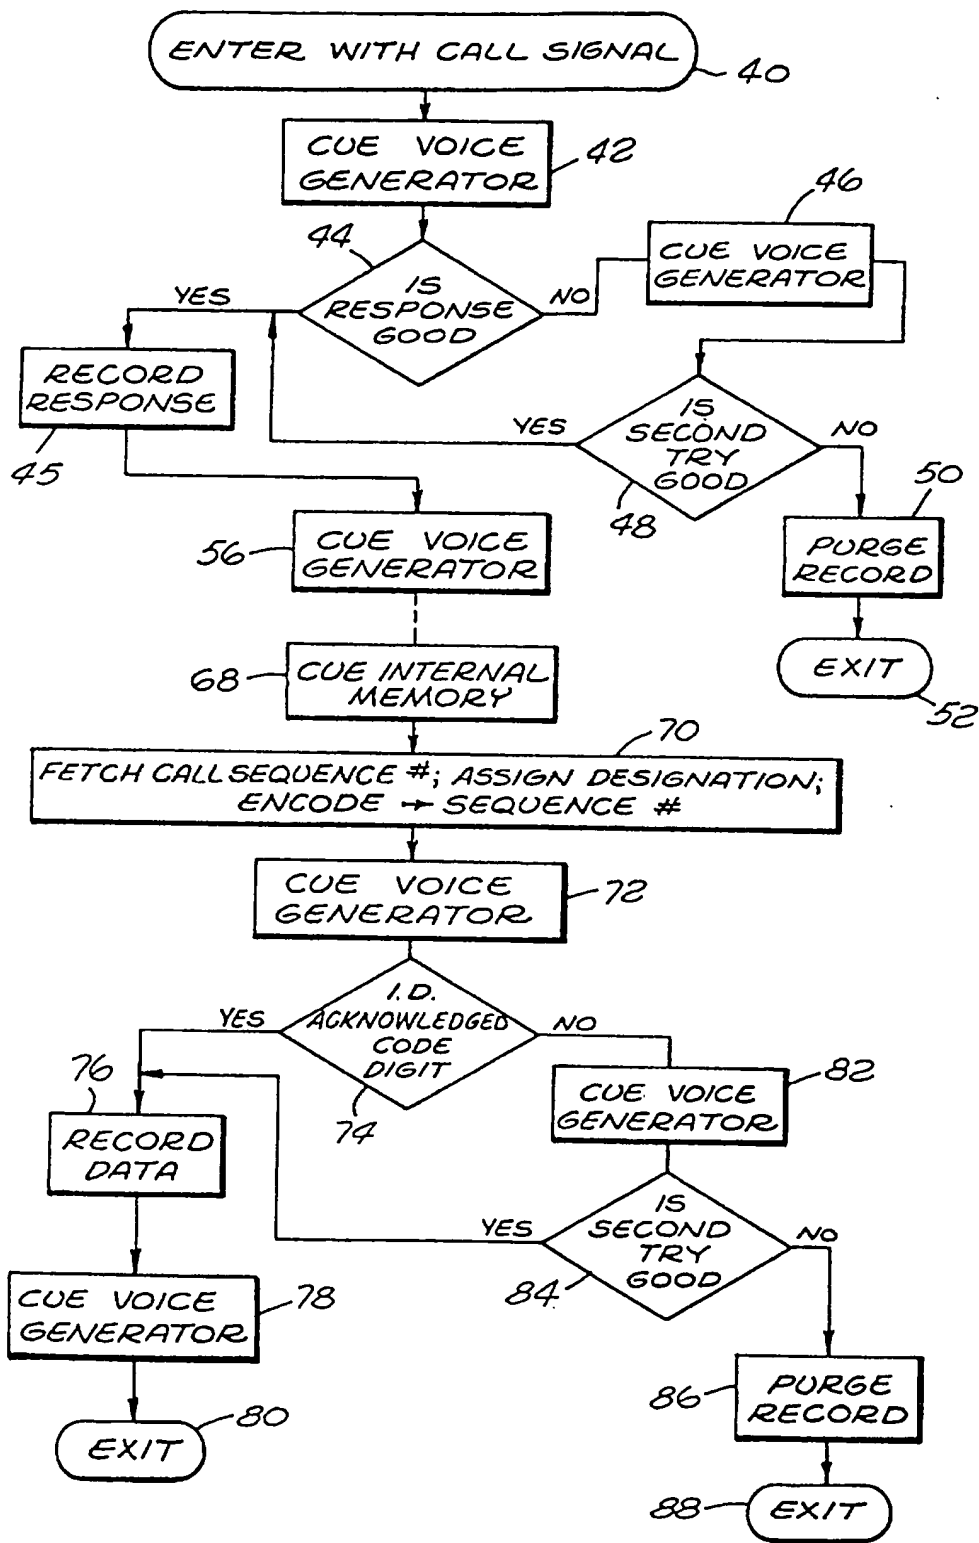 ENTER WITH CALL SIGNAL
40
CUE VOICE
GENERATOR
42
44
IS
RESPONSE
GOOD
YES
NO
46
CUE VOICE
GENERATOR
RECORD
RESPONSE
45
IS
SECOND
TRY
GOOD
YES
NO
48
50
PURGE
RECORD
EXIT
52
56
CUE VOICE
GENERATOR
68
CUE INTERNAL
MEMORY
70
FETCH CALL SEQUENCE #; ASSIGN DESIGNATION;
ENCODE → SEQUENCE #
CUE VOICE
GENERATOR
72
I.D.
ACKNOWLEDGED
CODE
DIGIT
YES
NO
74
76
RECORD
DATA
CUE VOICE
GENERATOR
82
IS
SECOND
TRY
GOOD
YES
NO
84
CUE VOICE
GENERATOR
78
EXIT
80
86
PURGE
RECORD
88
EXIT